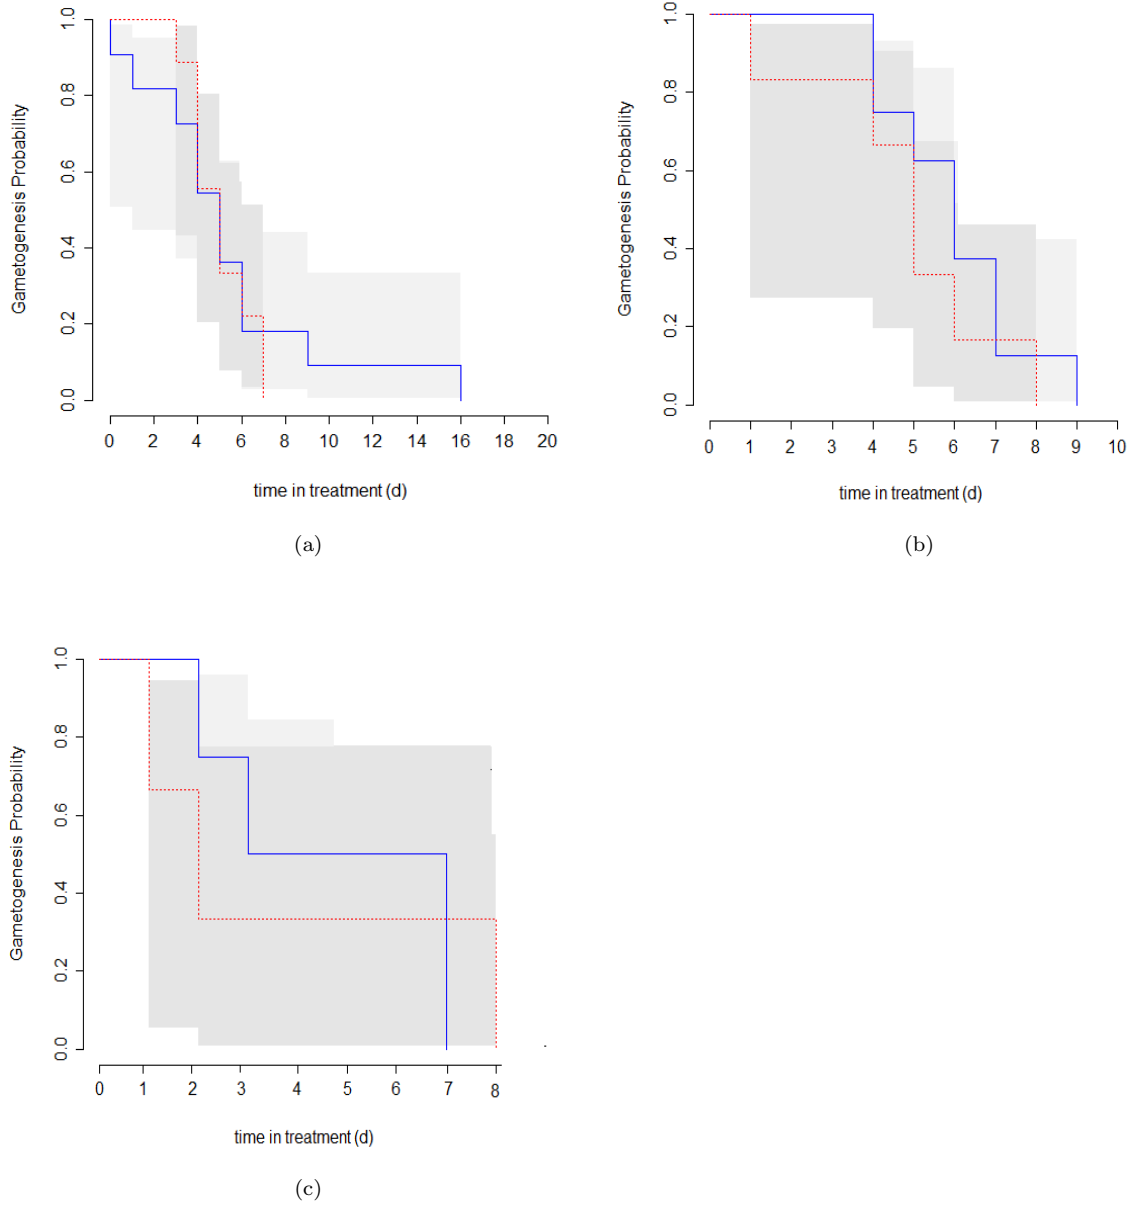 Gametogenesis Probability
1.0
0.8
0.6
0.4
0.2
0.0
0 2 4 6 8 10 12 14 16 18 20
time in treatment (d)
(a)
Gametogenesis Probability
1.0
0.8
0.6
0.4
0.2
0.0
0 1 2 3 4 5 6 7 8 9 10
time in treatment (d)
(b)
Gametogenesis Probability
1.0
0.8
0.6
0.4
0.2
0.0
0 1 2 3 4 5 6 7 8
time in treatment (d)
(c)